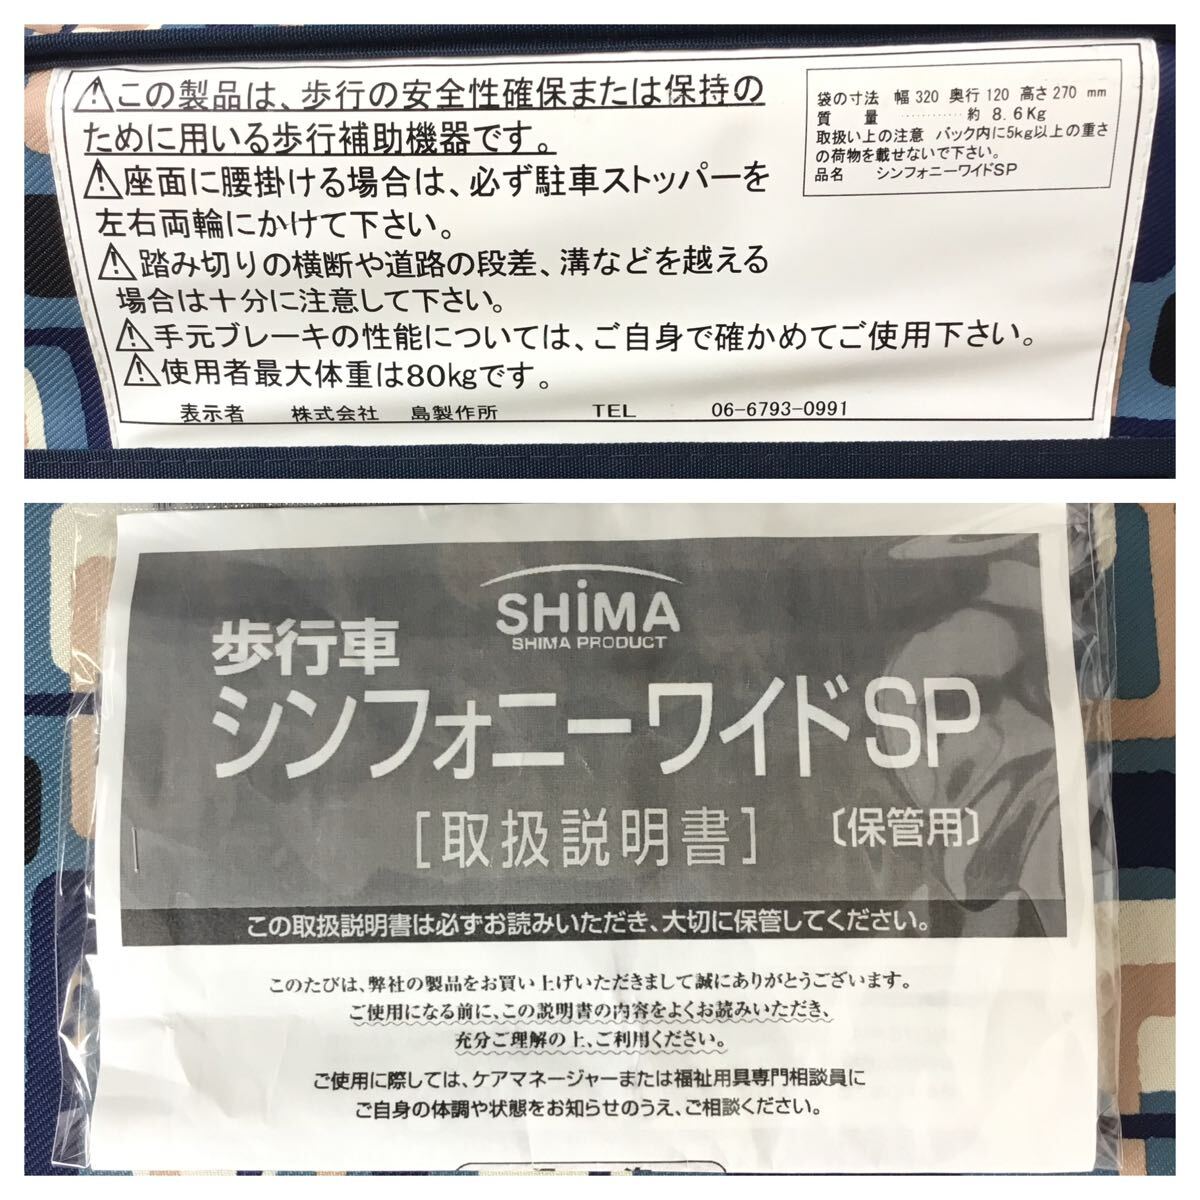 ⚠この製品は、歩行の安全性確保または保持の
ために用いる歩行補助機器です。
⚠座面に腰掛ける場合は、必ず駐車ストッパーを
左右両輪にかけて下さい。
⚠踏み切りの横断や道路の段差、溝などを越える
場合は十分に注意して下さい。
⚠手元ブレーキの性能については、ご自身で確かめてご使用下さい。
⚠使用者最大体重は80kgです。
表示者 株式会社 島製作所 TEL 06-6793-0991
袋の寸法 幅320 奥行120 高さ270 mm
質 量 ············ 約 8.6Kg
取扱い上の注意 バック内に5kg以上の重さ
の荷物を載せないで下さい。
品名 シンフォニーワイドSP
SHiMA
SHIMA PRODUCT
歩行車
シンフォニーワイドSP
[取扱説明書] 〔保管用〕
この取扱説明書は必ずお読みいただき、大切に保管してください。
このたびは、弊社の製品をお買い上げいただきまして誠にありがとうございます。
ご使用になる前に、この説明書の内容をよくお読みいただき、
充分ご理解の上、ご利用ください。
ご使用に際しては、ケアマネージャーまたは福祉用具専門相談員に
ご自身の体調や状態をお知らせのうえ、ご相談ください。